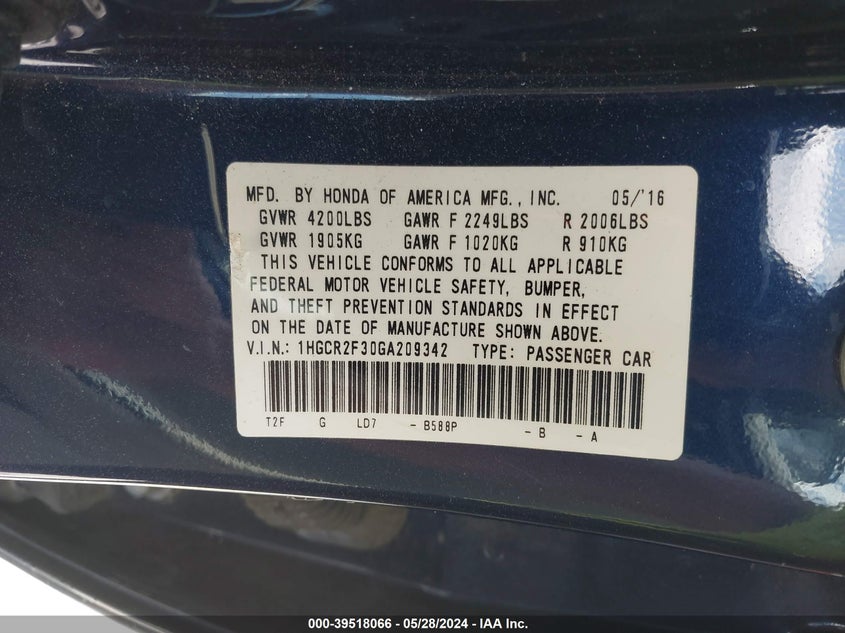 MFD. BY HONDA OF AMERICA MFG., INC. 05/'16
GVWR 4200LBS GAWR F 2249LBS R 2006LBS
GVWR 1905KG GAWR F 1020KG R 910KG
THIS VEHICLE CONFORMS TO ALL APPLICABLE
FEDERAL MOTOR VEHICLE SAFETY, BUMPER,
AND THEFT PREVENTION STANDARDS IN EFFECT
ON THE DATE OF MANUFACTURE SHOWN ABOVE.
V.I.N.: 1HGCR2F30GA209342 TYPE: PASSENGER CAR
T2F G LD7 - B588P - B - A
000-39518066 - 05/28/2024 - IAA Inc.